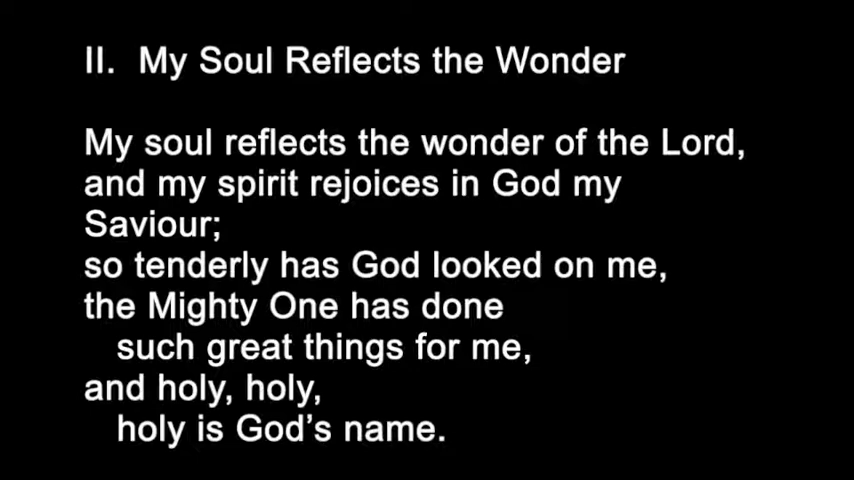 II.  My Soul Reflects the Wonder
My soul reflects the wonder of the Lord,
and my spirit rejoices in God my
Saviour;
so tenderly has God looked on me,
the Mighty One has done
such great things for me,
and holy, holy,
holy is God’s name.